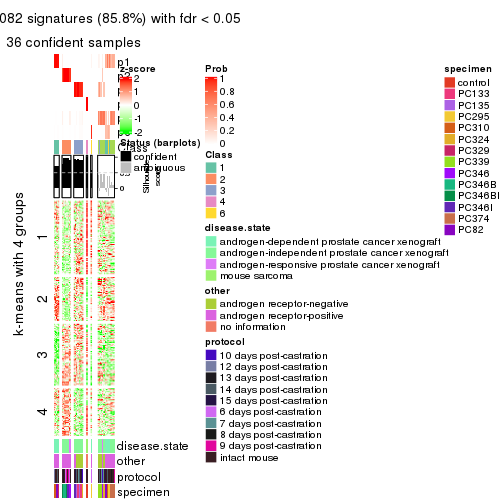 082 signatures (85.8%) with fdr < 0.05
36 confident samples
p1
z-score
2
1
0
-1
-2
Class
Status (barplots)
confident
ambiguous
0
Silhouette
score
k-means with 4 groups
1
2
3
4
disease.state
other
protocol
specimen
Prob
1
0.8
0.6
0.4
0.2
0
Class
1
2
3
4
6
disease.state
androgen-dependent prostate cancer xenograft
androgen-independent prostate cancer xenograft
androgen-responsive prostate cancer xenograft
mouse sarcoma
other
androgen receptor-negative
androgen receptor-positive
no information
protocol
10 days post-castration
12 days post-castration
13 days post-castration
14 days post-castration
15 days post-castration
6 days post-castration
7 days post-castration
8 days post-castration
9 days post-castration
intact mouse
specimen
control
PC133
PC135
PC295
PC310
PC324
PC329
PC339
PC346
PC346B
PC346BI
PC346I
PC374
PC82